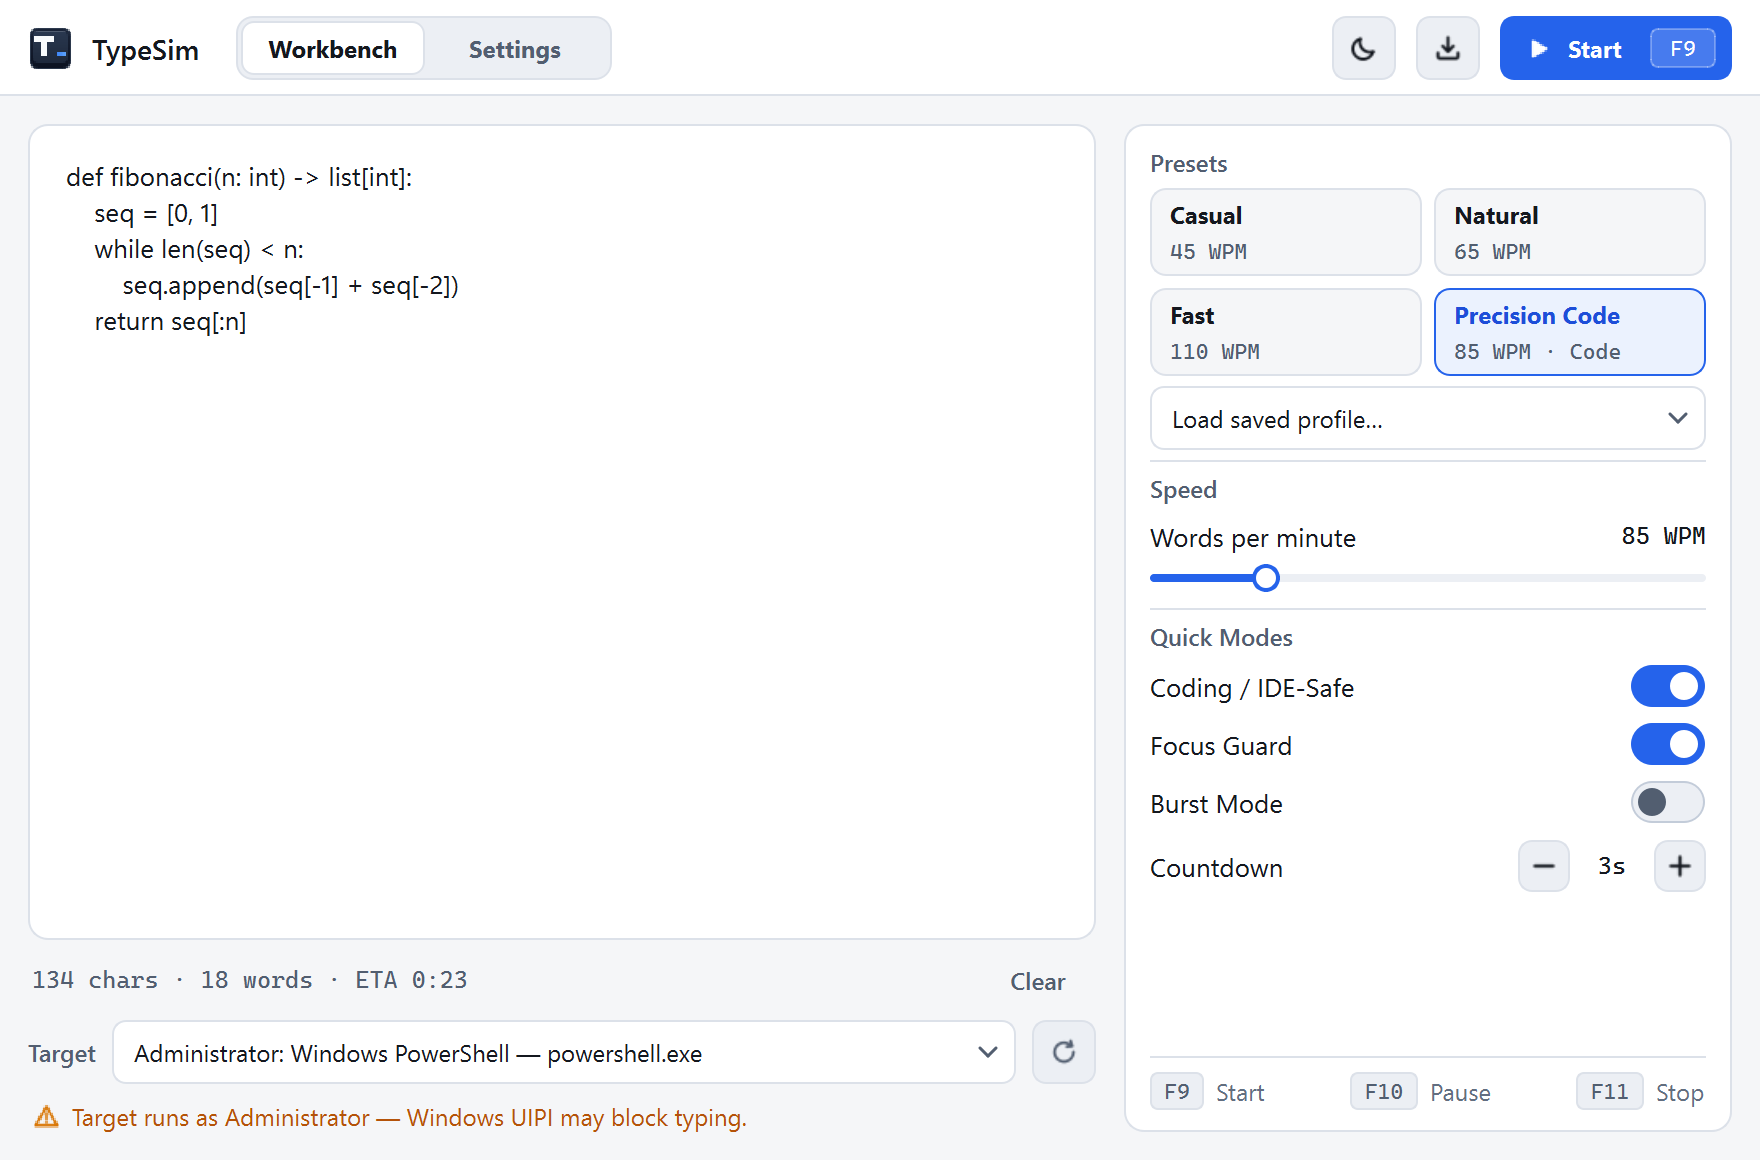 TypeSim
Workbench
Settings
Start F9
def fibonacci(n: int) -> list[int]:
    seq = [0, 1]
    while len(seq) < n:
        seq.append(seq[-1] + seq[-2])
    return seq[:n]
134 chars · 18 words · ETA 0:23
Clear
Target
Administrator: Windows PowerShell — powershell.exe
Target runs as Administrator — Windows UIPI may block typing.
Presets
Casual
45 WPM
Natural
65 WPM
Fast
110 WPM
Precision Code
85 WPM · Code
Load saved profile...
Speed
Words per minute
85 WPM
Quick Modes
Coding / IDE-Safe
Focus Guard
Burst Mode
Countdown
3s
F9 Start
F10 Pause
F11 Stop